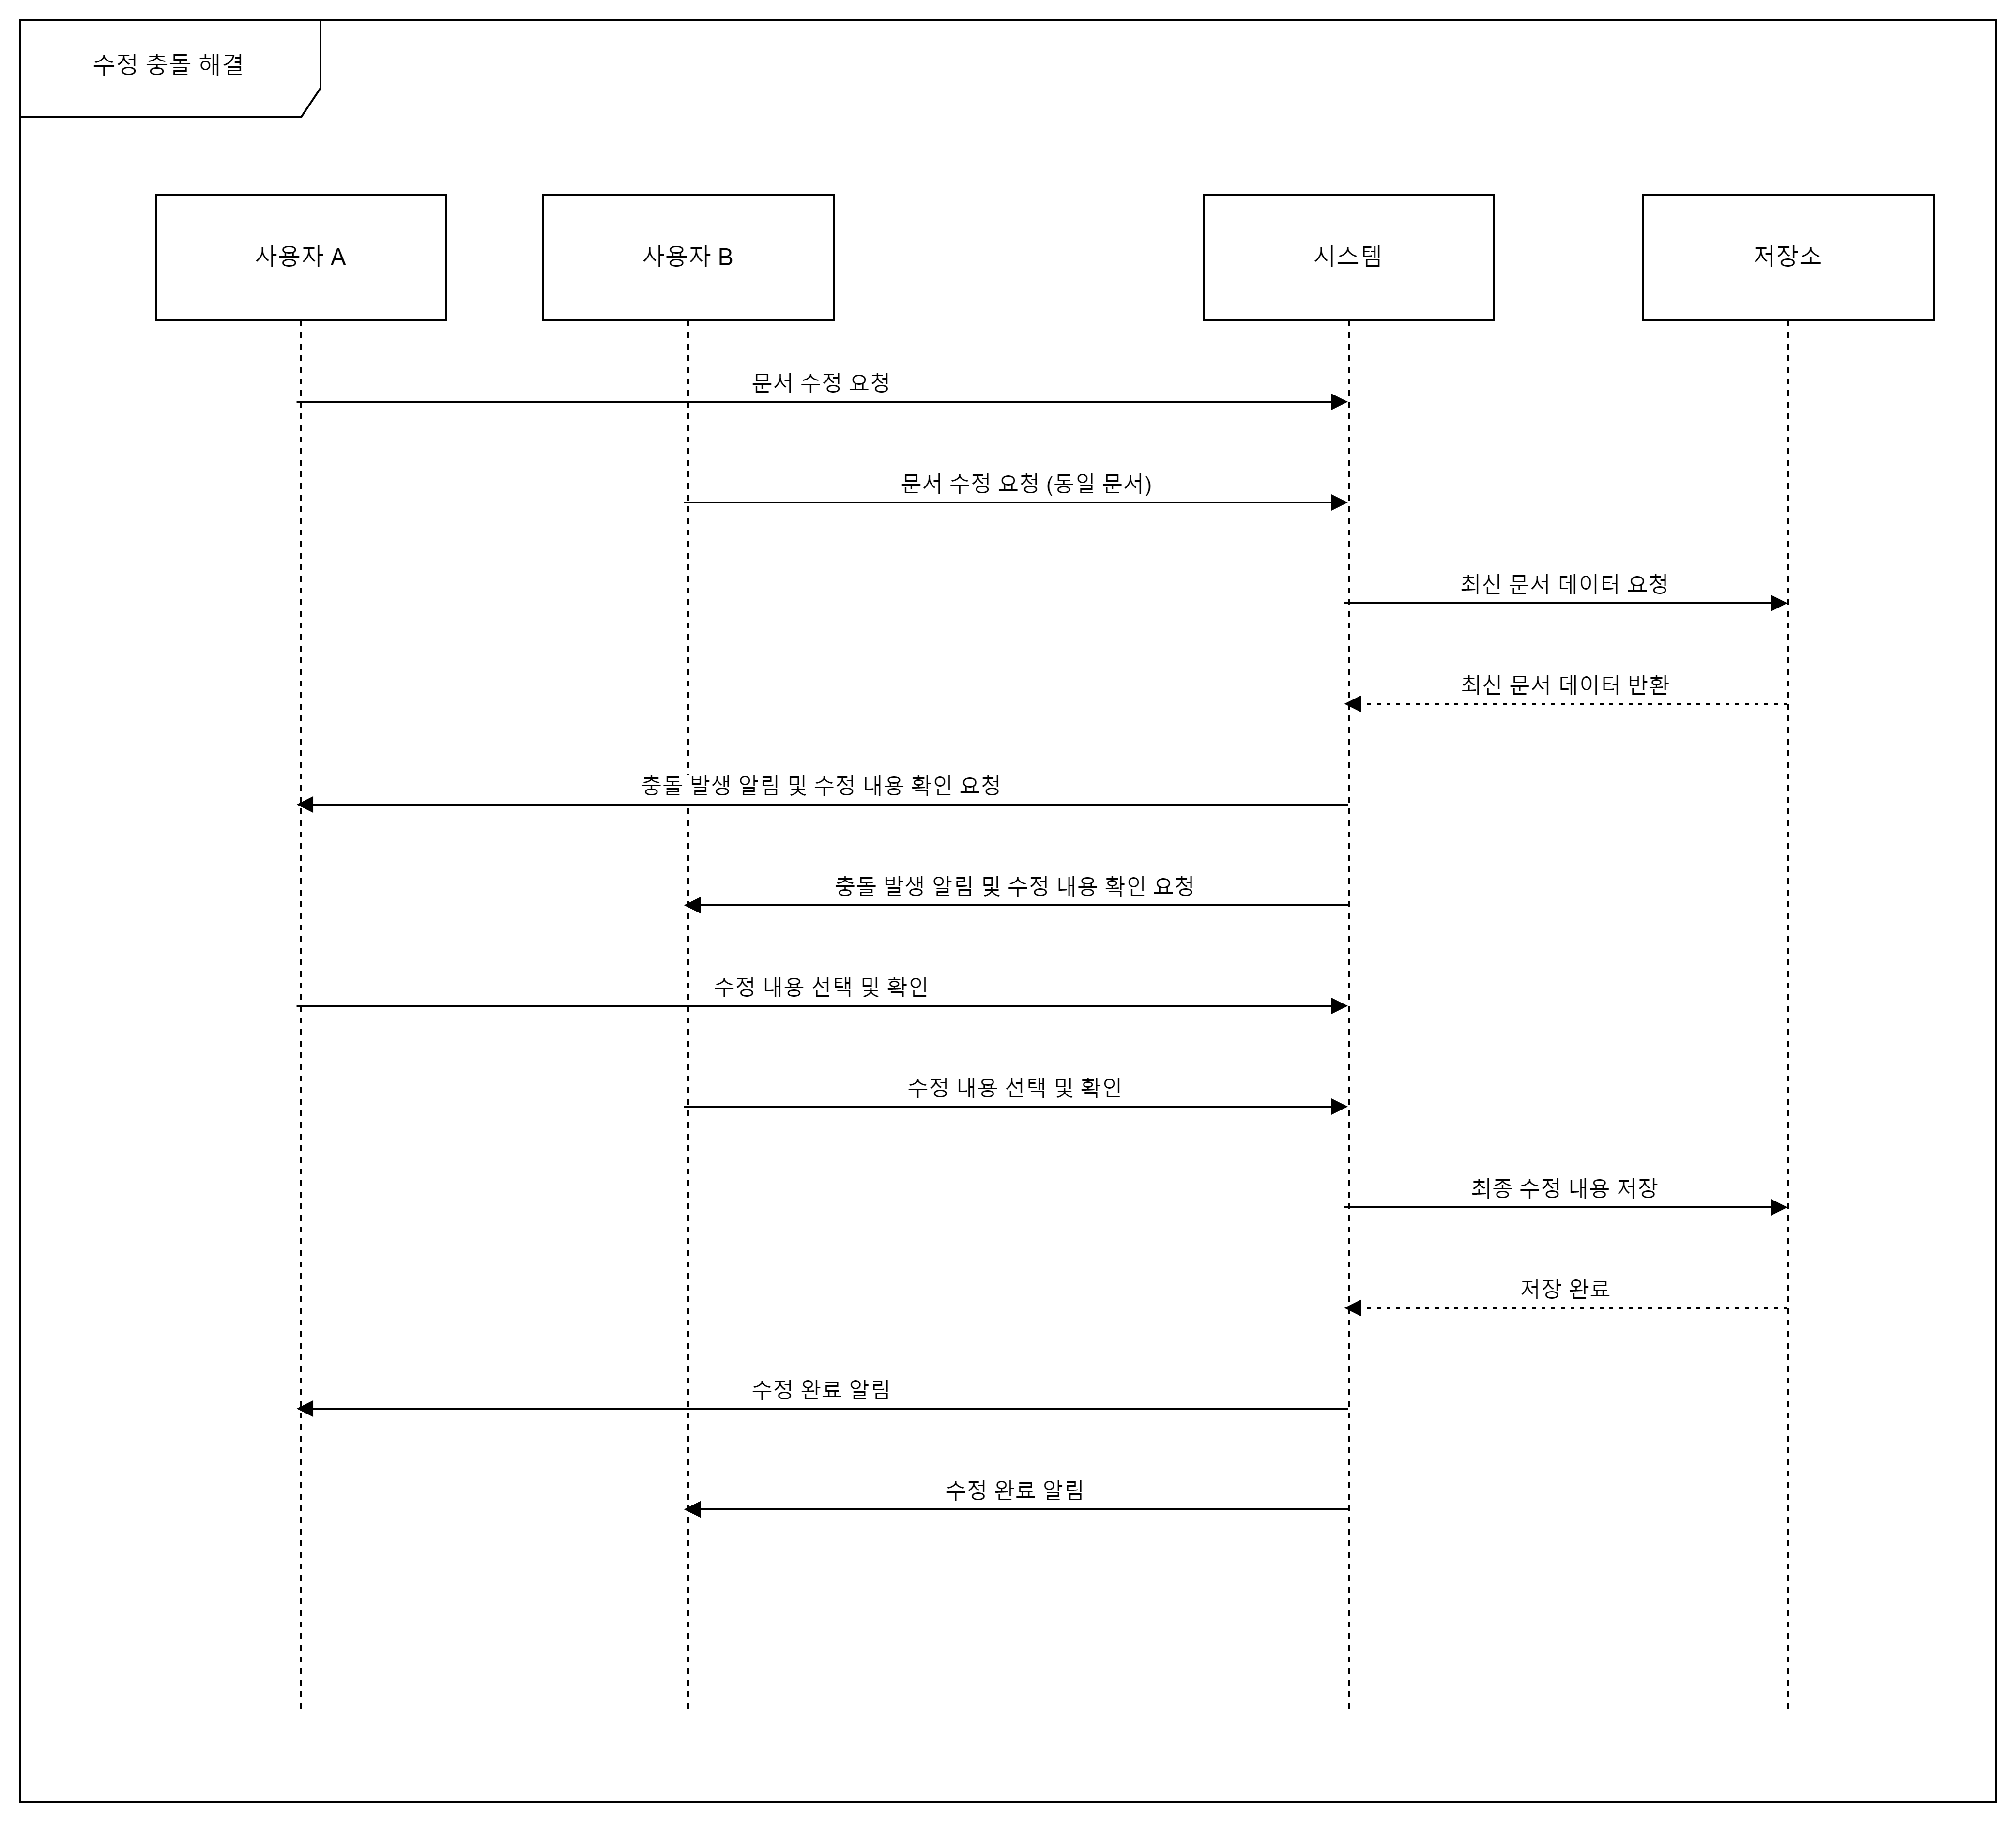 수정 충돌 해결
사용자 A
사용자 B
시스템
저장소
문서 수정 요청
문서 수정 요청 (동일 문서)
최신 문서 데이터 요청
최신 문서 데이터 반환
충돌 발생 알림 및 수정 내용 확인 요청
충돌 발생 알림 및 수정 내용 확인 요청
수정 내용 선택 및 확인
수정 내용 선택 및 확인
최종 수정 내용 저장
저장 완료
수정 완료 알림
수정 완료 알림